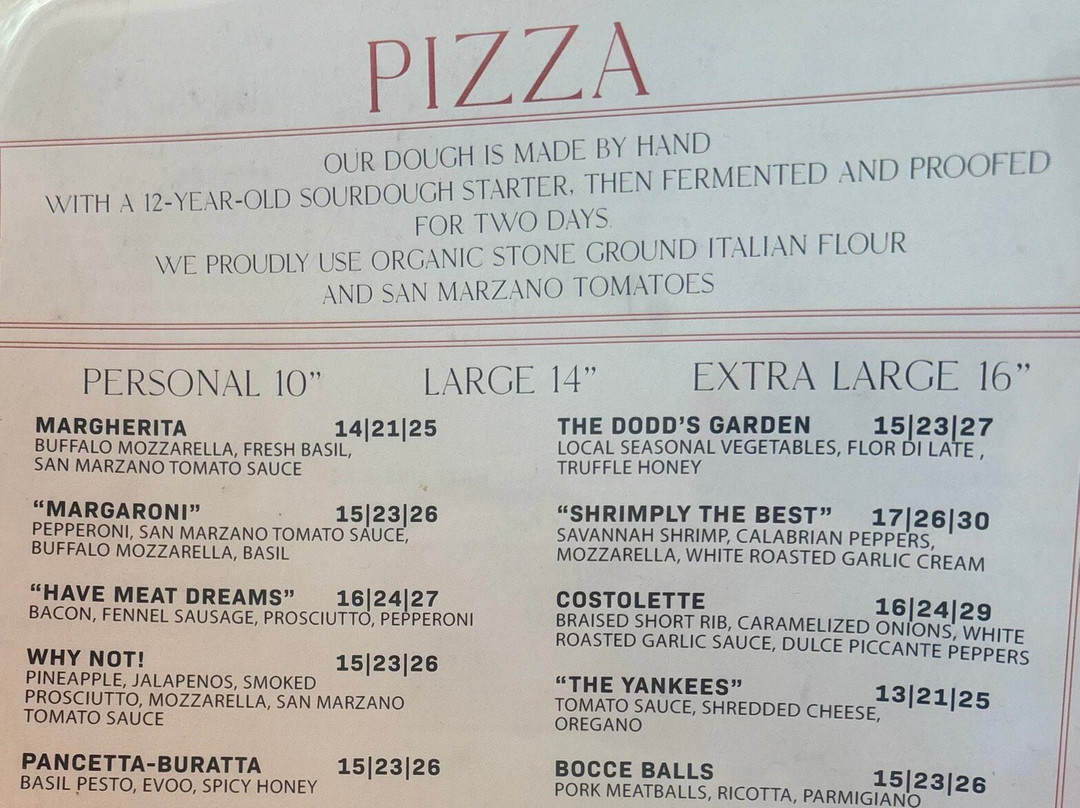 PIZZA
OUR DOUGH IS MADE BY HAND
WITH A 12-YEAR-OLD SOURDOUGH STARTER, THEN FERMENTED AND PROOFED
FOR TWO DAYS.
WE PROUDLY USE ORGANIC STONE GROUND ITALIAN FLOUR
AND SAN MARZANO TOMATOES
PERSONAL 10” LARGE 14” EXTRA LARGE 16”
MARGHERITA 14|21|25
BUFFALO MOZZARELLA, FRESH BASIL,
SAN MARZANO TOMATO SAUCE
“MARGARONI” 15|23|26
PEPPERONI, SAN MARZANO TOMATO SAUCE,
BUFFALO MOZZARELLA, BASIL
“HAVE MEAT DREAMS” 16|24|27
BACON, FENNEL SAUSAGE, PROSCIUTTO, PEPPERONI
WHY NOT! 15|23|26
PINEAPPLE, JALAPENOS, SMOKED
PROSCIUTTO, MOZZARELLA, SAN MARZANO
TOMATO SAUCE
PANCETTA-BURATTA 15|23|26
BASIL PESTO, EVOO, SPICY HONEY
THE DODD’S GARDEN 15|23|27
LOCAL SEASONAL VEGETABLES, FLOR DI LATE ,
TRUFFLE HONEY
“SHRIMPLY THE BEST” 17|26|30
SAVANNAH SHRIMP, CALABRIAN PEPPERS,
MOZZARELLA, WHITE ROASTED GARLIC CREAM
COSTOLETTE 16|24|29
BRAISED SHORT RIB, CARAMELIZED ONIONS, WHITE
ROASTED GARLIC SAUCE, DULCE PICCANTE PEPPERS
“THE YANKEES” 13|21|25
TOMATO SAUCE, SHREDDED CHEESE,
OREGANO
BOCCE BALLS 15|23|26
PORK MEATBALLS, RICOTTA, PARMIGIANO